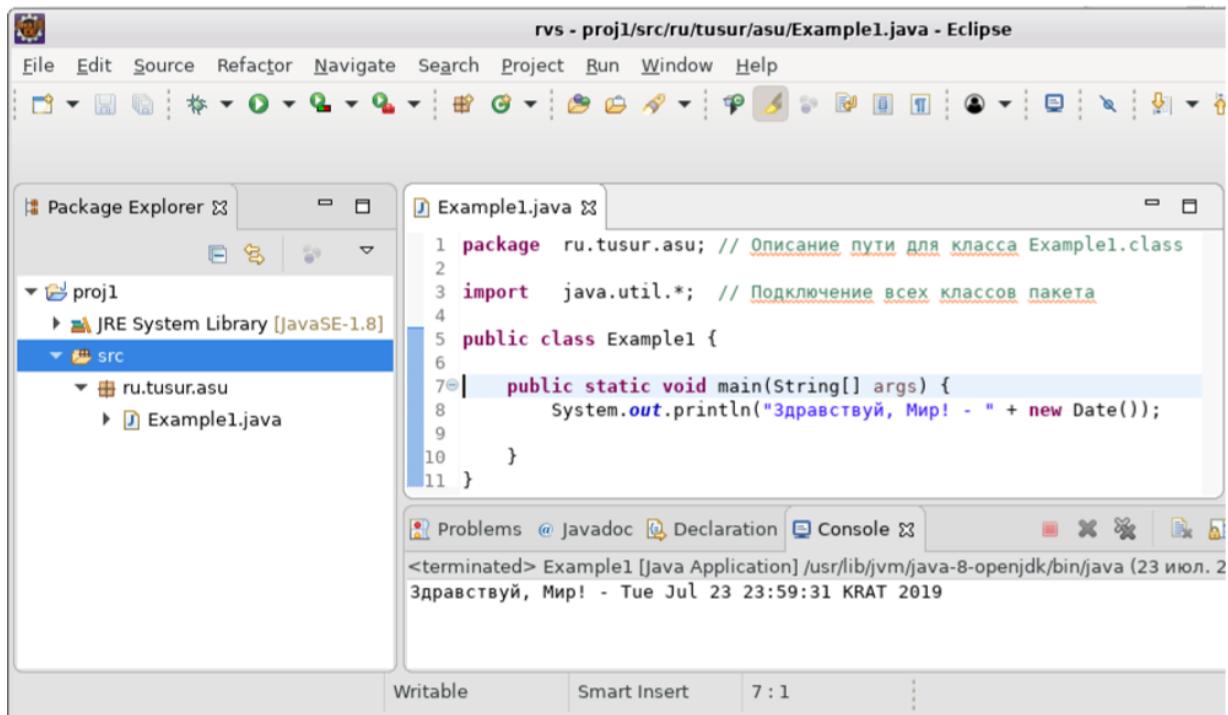 rvs - proj1/src/ru/tusur/asu/Example1.java - Eclipse
File Edit Source Refactor Navigate Search Project Run Window Help
Package Explorer
proj1
JRE System Library [JavaSE-1.8]
src
ru.tusur.asu
Example1.java
Example1.java
1 package ru.tusur.asu; // Описание пути для класса Example1.class
2
3 import java.util.*; // Подключение всех классов пакета
4
5 public class Example1 {
6
7 public static void main(String[] args) {
8 System.out.println("Здравствуй, Мир! - " + new Date());
9
10 }
11 }
Problems Javadoc Declaration Console
<terminated> Example1 [Java Application] /usr/lib/jvm/java-8-openjdk/bin/java (23 июл. 2
Здравствуй, Мир! - Tue Jul 23 23:59:31 KRAT 2019
Writable Smart Insert 7 : 1